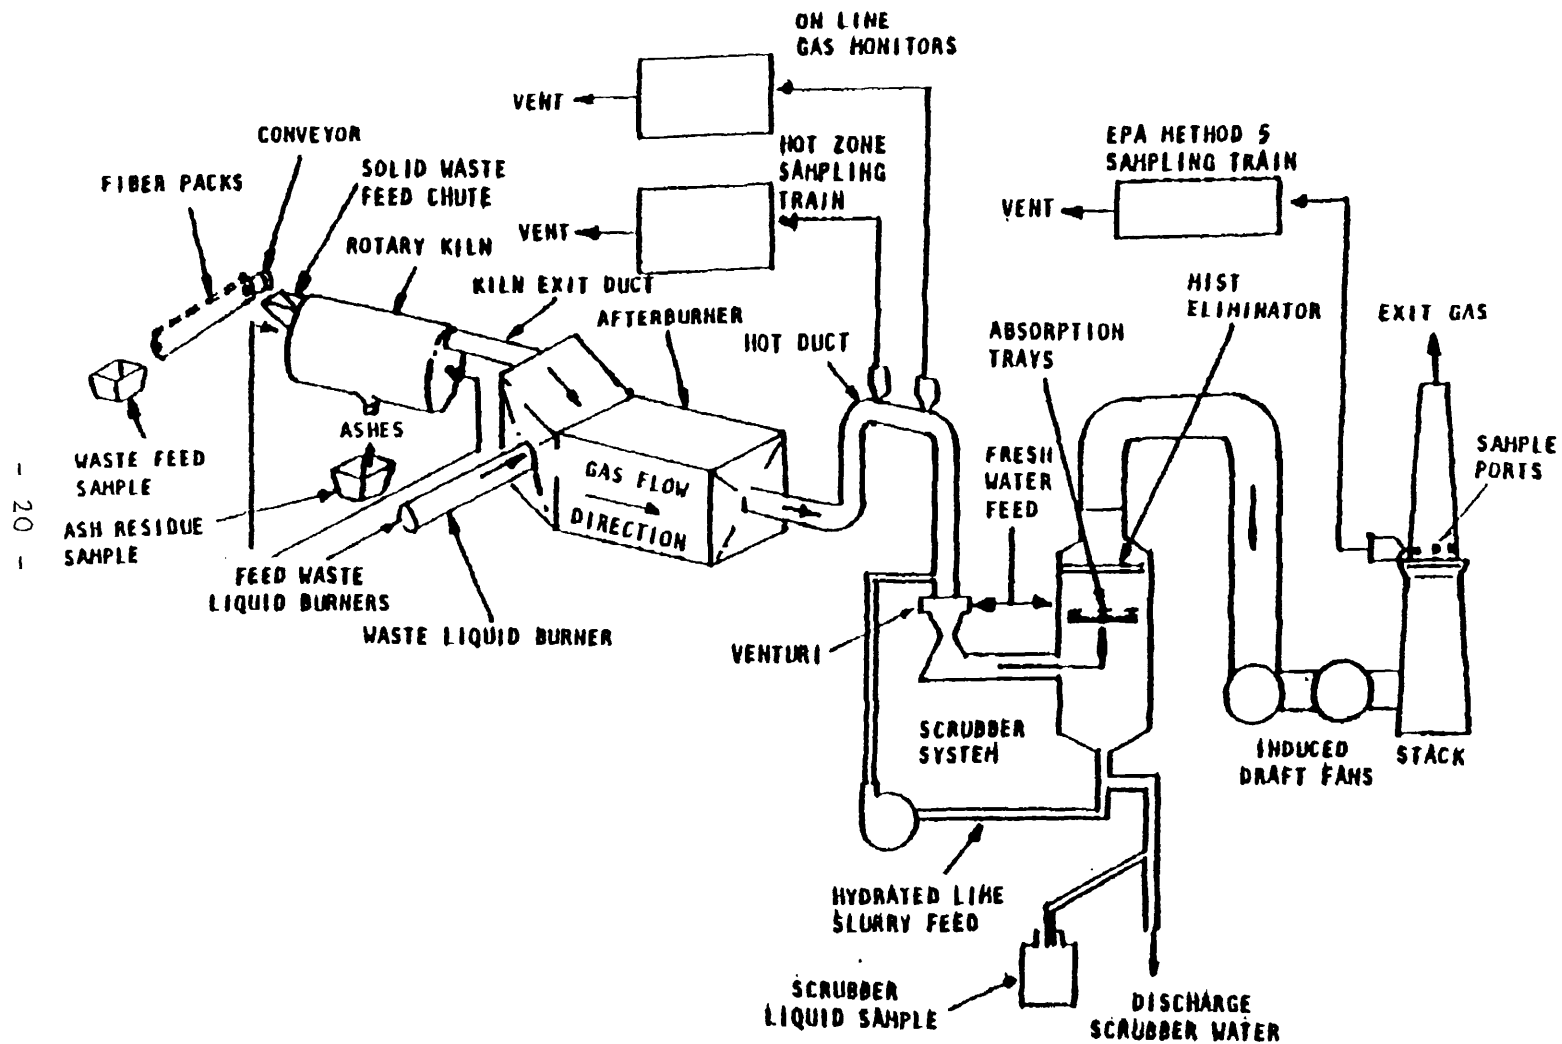 ON LINE
GAS MONITORS
VENT
CONVEYOR
FIBER PACKS
SOLID WASTE
FEED CHUTE
HOT ZONE
SAMPLING
TRAIN
EPA METHOD 5
SAMPLING TRAIN
VENT
VENT
ROTARY KILN
KILN EXIT DUCT
AFTERBURNER
HOT DUCT
ABSORPTION
TRAYS
MIST
ELIMINATOR
EXIT GAS
ASHES
WASTE FEED
SAMPLE
GAS FLOW
DIRECTION
FRESH
WATER
FEED
SAMPLE
PORTS
- 20 -
ASH RESIDUE
SAMPLE
FEED WASTE
LIQUID BURNERS
WASTE LIQUID BURNER
VENTURI
SCRUBBER
SYSTEM
INDUCED
DRAFT FANS
STACK
HYDRATED LIME
SLURRY FEED
SCRUBBER
LIQUID SAMPLE
DISCHARGE
SCRUBBER WATER